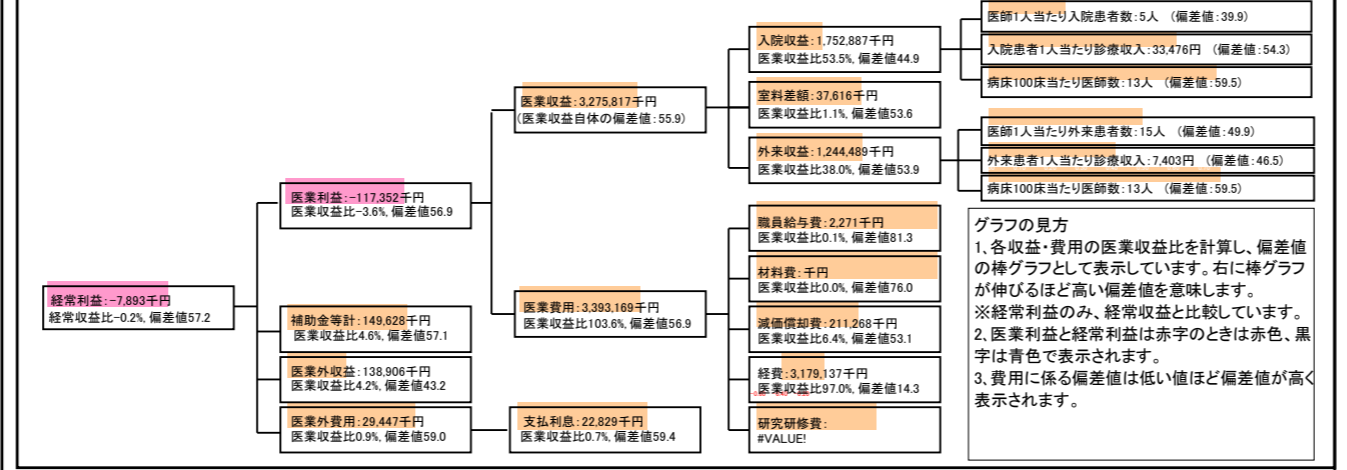 経常利益:-7,893千円
経常収益比-0.2%, 偏差値57.2
医業利益:-117,352千円
医業収益比-3.6%, 偏差値56.9
補助金等計:149,628千円
医業収益比4.6%, 偏差値57.1
医業外収益:138,906千円
医業収益比4.2%, 偏差値43.2
医業外費用:29,447千円
医業収益比0.9%, 偏差値59.0
医業収益:3,275,817千円
(医業収益自体の偏差値:55.9)
医業費用:3,393,169千円
医業収益比103.6%, 偏差値56.9
支払利息:22,829千円
医業収益比0.7%, 偏差値59.4
入院収益:1,752,887千円
医業収益比53.5%, 偏差値44.9
室料差額:37,616千円
医業収益比1.1%, 偏差値53.6
外来収益:1,244,489千円
医業収益比38.0%, 偏差値53.9
職員給与費:2,271千円
医業収益比0.1%, 偏差値81.3
材料費:千円
医業収益比0.0%, 偏差値76.0
減価償却費:211,268千円
医業収益比6.4%, 偏差値53.1
経費:3,179,137千円
医業収益比97.0%, 偏差値14.3
研究研修費:
#VALUE!
医師1人当たり入院患者数:5人 (偏差値:39.9)
入院患者1人当たり診療収入:33,476円 (偏差値:54.3)
病床100床当たり医師数:13人 (偏差値:59.5)
医師1人当たり外来患者数:15人 (偏差値:49.9)
外来患者1人当たり診療収入:7,403円 (偏差値:46.5)
病床100床当たり医師数:13人 (偏差値:59.5)
グラフの見方
1、各収益・費用の医業収益比を計算し、偏差値
の棒グラフとして表示しています。右に棒グラフ
が伸びるほど高い偏差値を意味します。
※経常利益のみ、経常収益と比較しています。
2、医業利益と経常利益は赤字のときは赤色、黒
字は青色で表示されます。
3、費用に係る偏差値は低い値ほど偏差値が高く
表示されます。